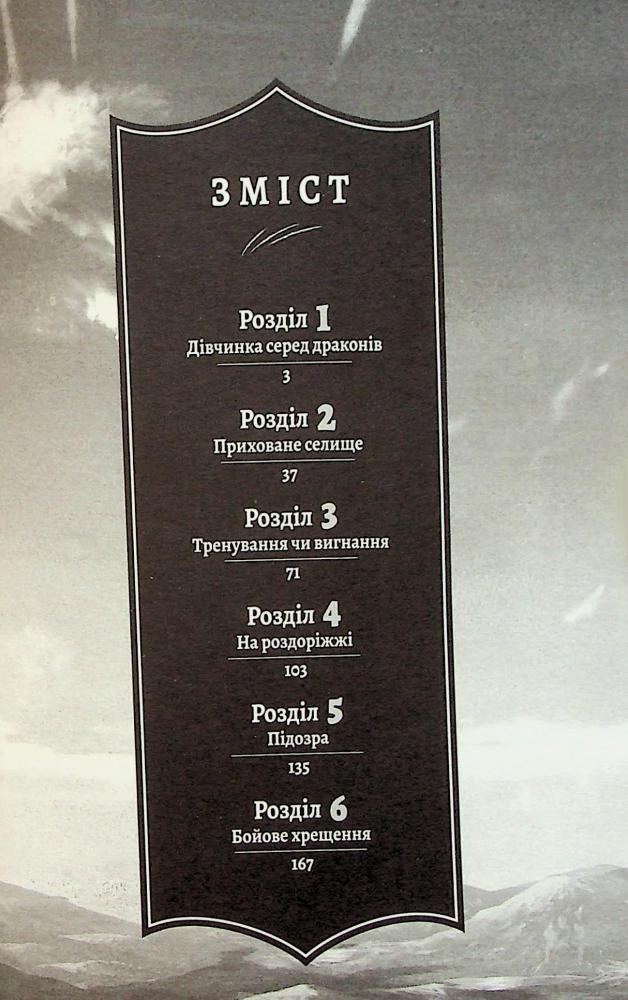 ЗМІСТ
Розділ 1
Дівчинка серед драконів
3
Розділ 2
Приховане селище
37
Розділ 3
Тренування чи вигнання
71
Розділ 4
На роздоріжжі
103
Розділ 5
Підозра
135
Розділ 6
Бойове хрещення
167